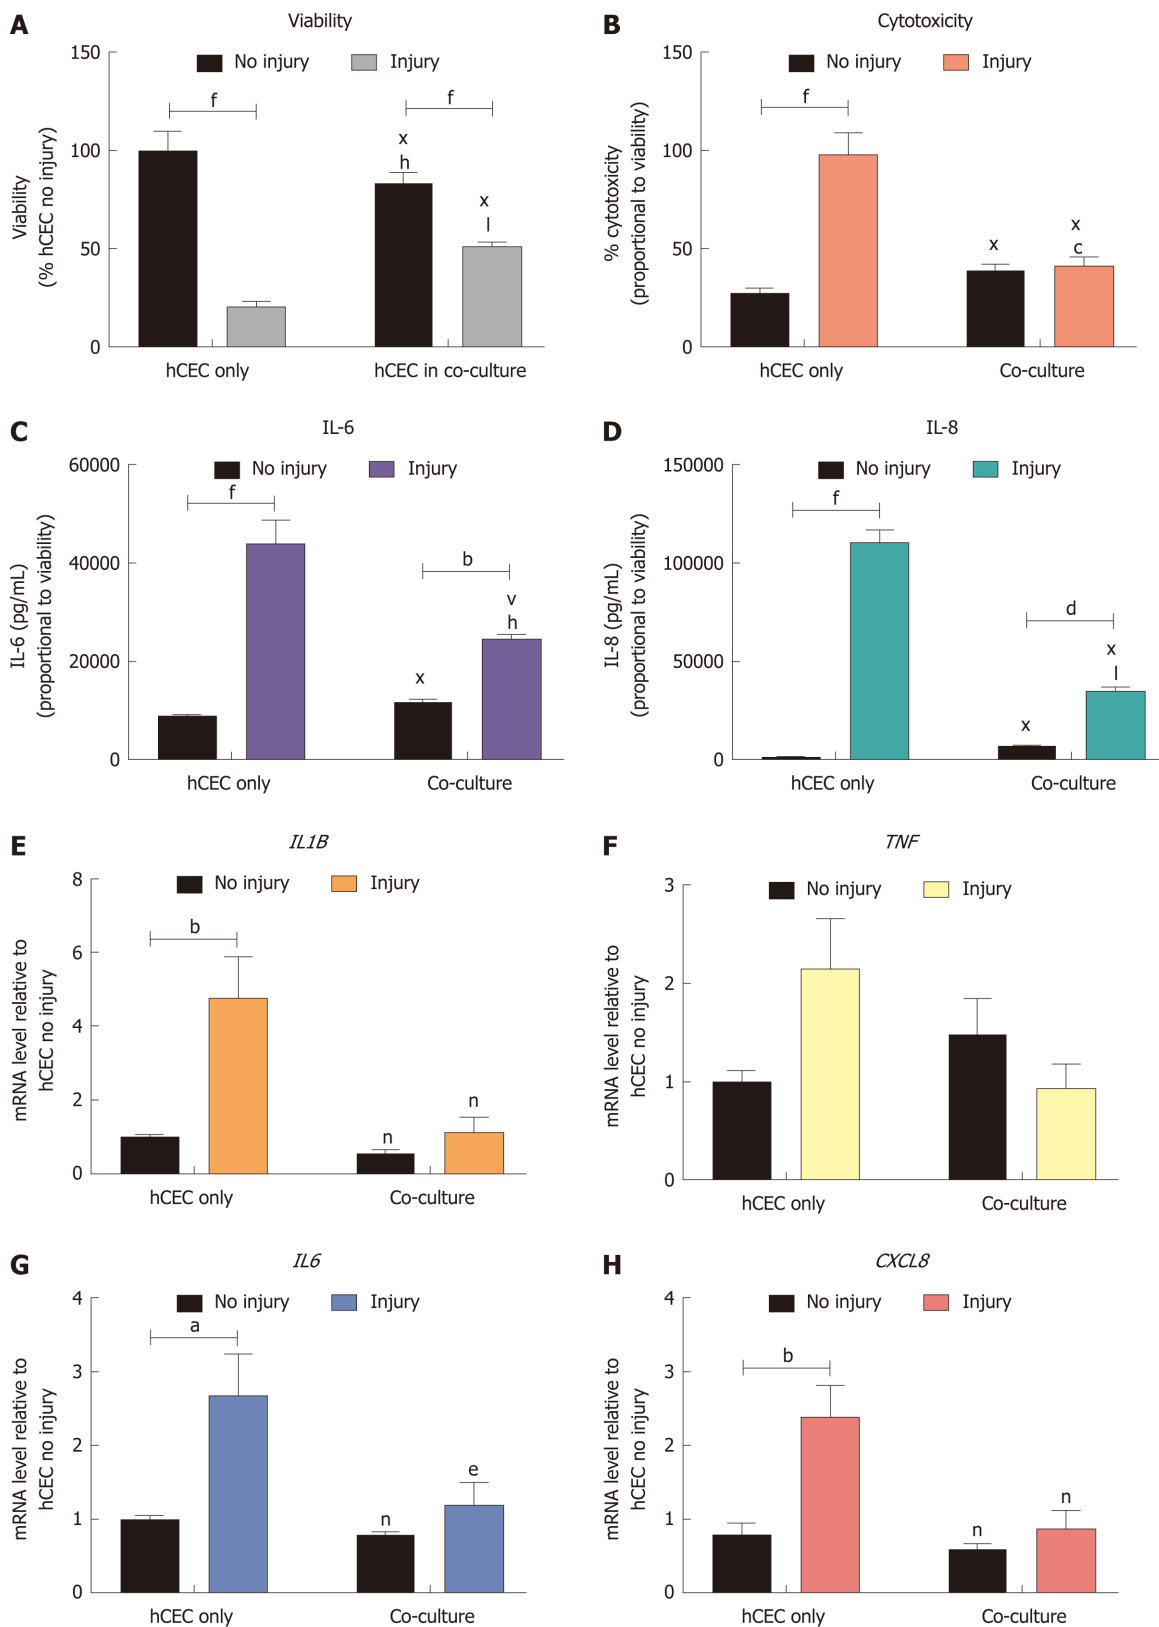 A
Viability
150
No injury
Injury
f
f
x
h
100
x
l
50
0
Viability
(% hCEC no injury)
hCEC only
hCEC in co-culture
B
Cytotoxicity
150
No injury
Injury
f
100
x
x
c
50
0
% cytotoxicity
(proportional to viability)
hCEC only
Co-culture
C
IL-6
60000
No injury
Injury
f
b
40000
v
h
x
20000
0
IL-6 (pg/mL)
(proportional to viability)
hCEC only
Co-culture
D
IL-8
150000
No injury
Injury
f
100000
d
x
l
50000
x
0
IL-8 (pg/mL)
(proportional to viability)
hCEC only
Co-culture
E
IL1B
8
No injury
Injury
b
6
4
2
n
n
0
mRNA level relative to
hCEC no injury
hCEC only
Co-culture
F
TNF
3
No injury
Injury
2
1
0
mRNA level relative to
hCEC no injury
hCEC only
Co-culture
G
IL6
4
No injury
Injury
a
3
2
e
n
1
0
mRNA level relative to
hCEC no injury
hCEC only
Co-culture
H
CXCL8
4
No injury
Injury
b
3
2
n
n
1
0
mRNA level relative to
hCEC no injury
hCEC only
Co-culture